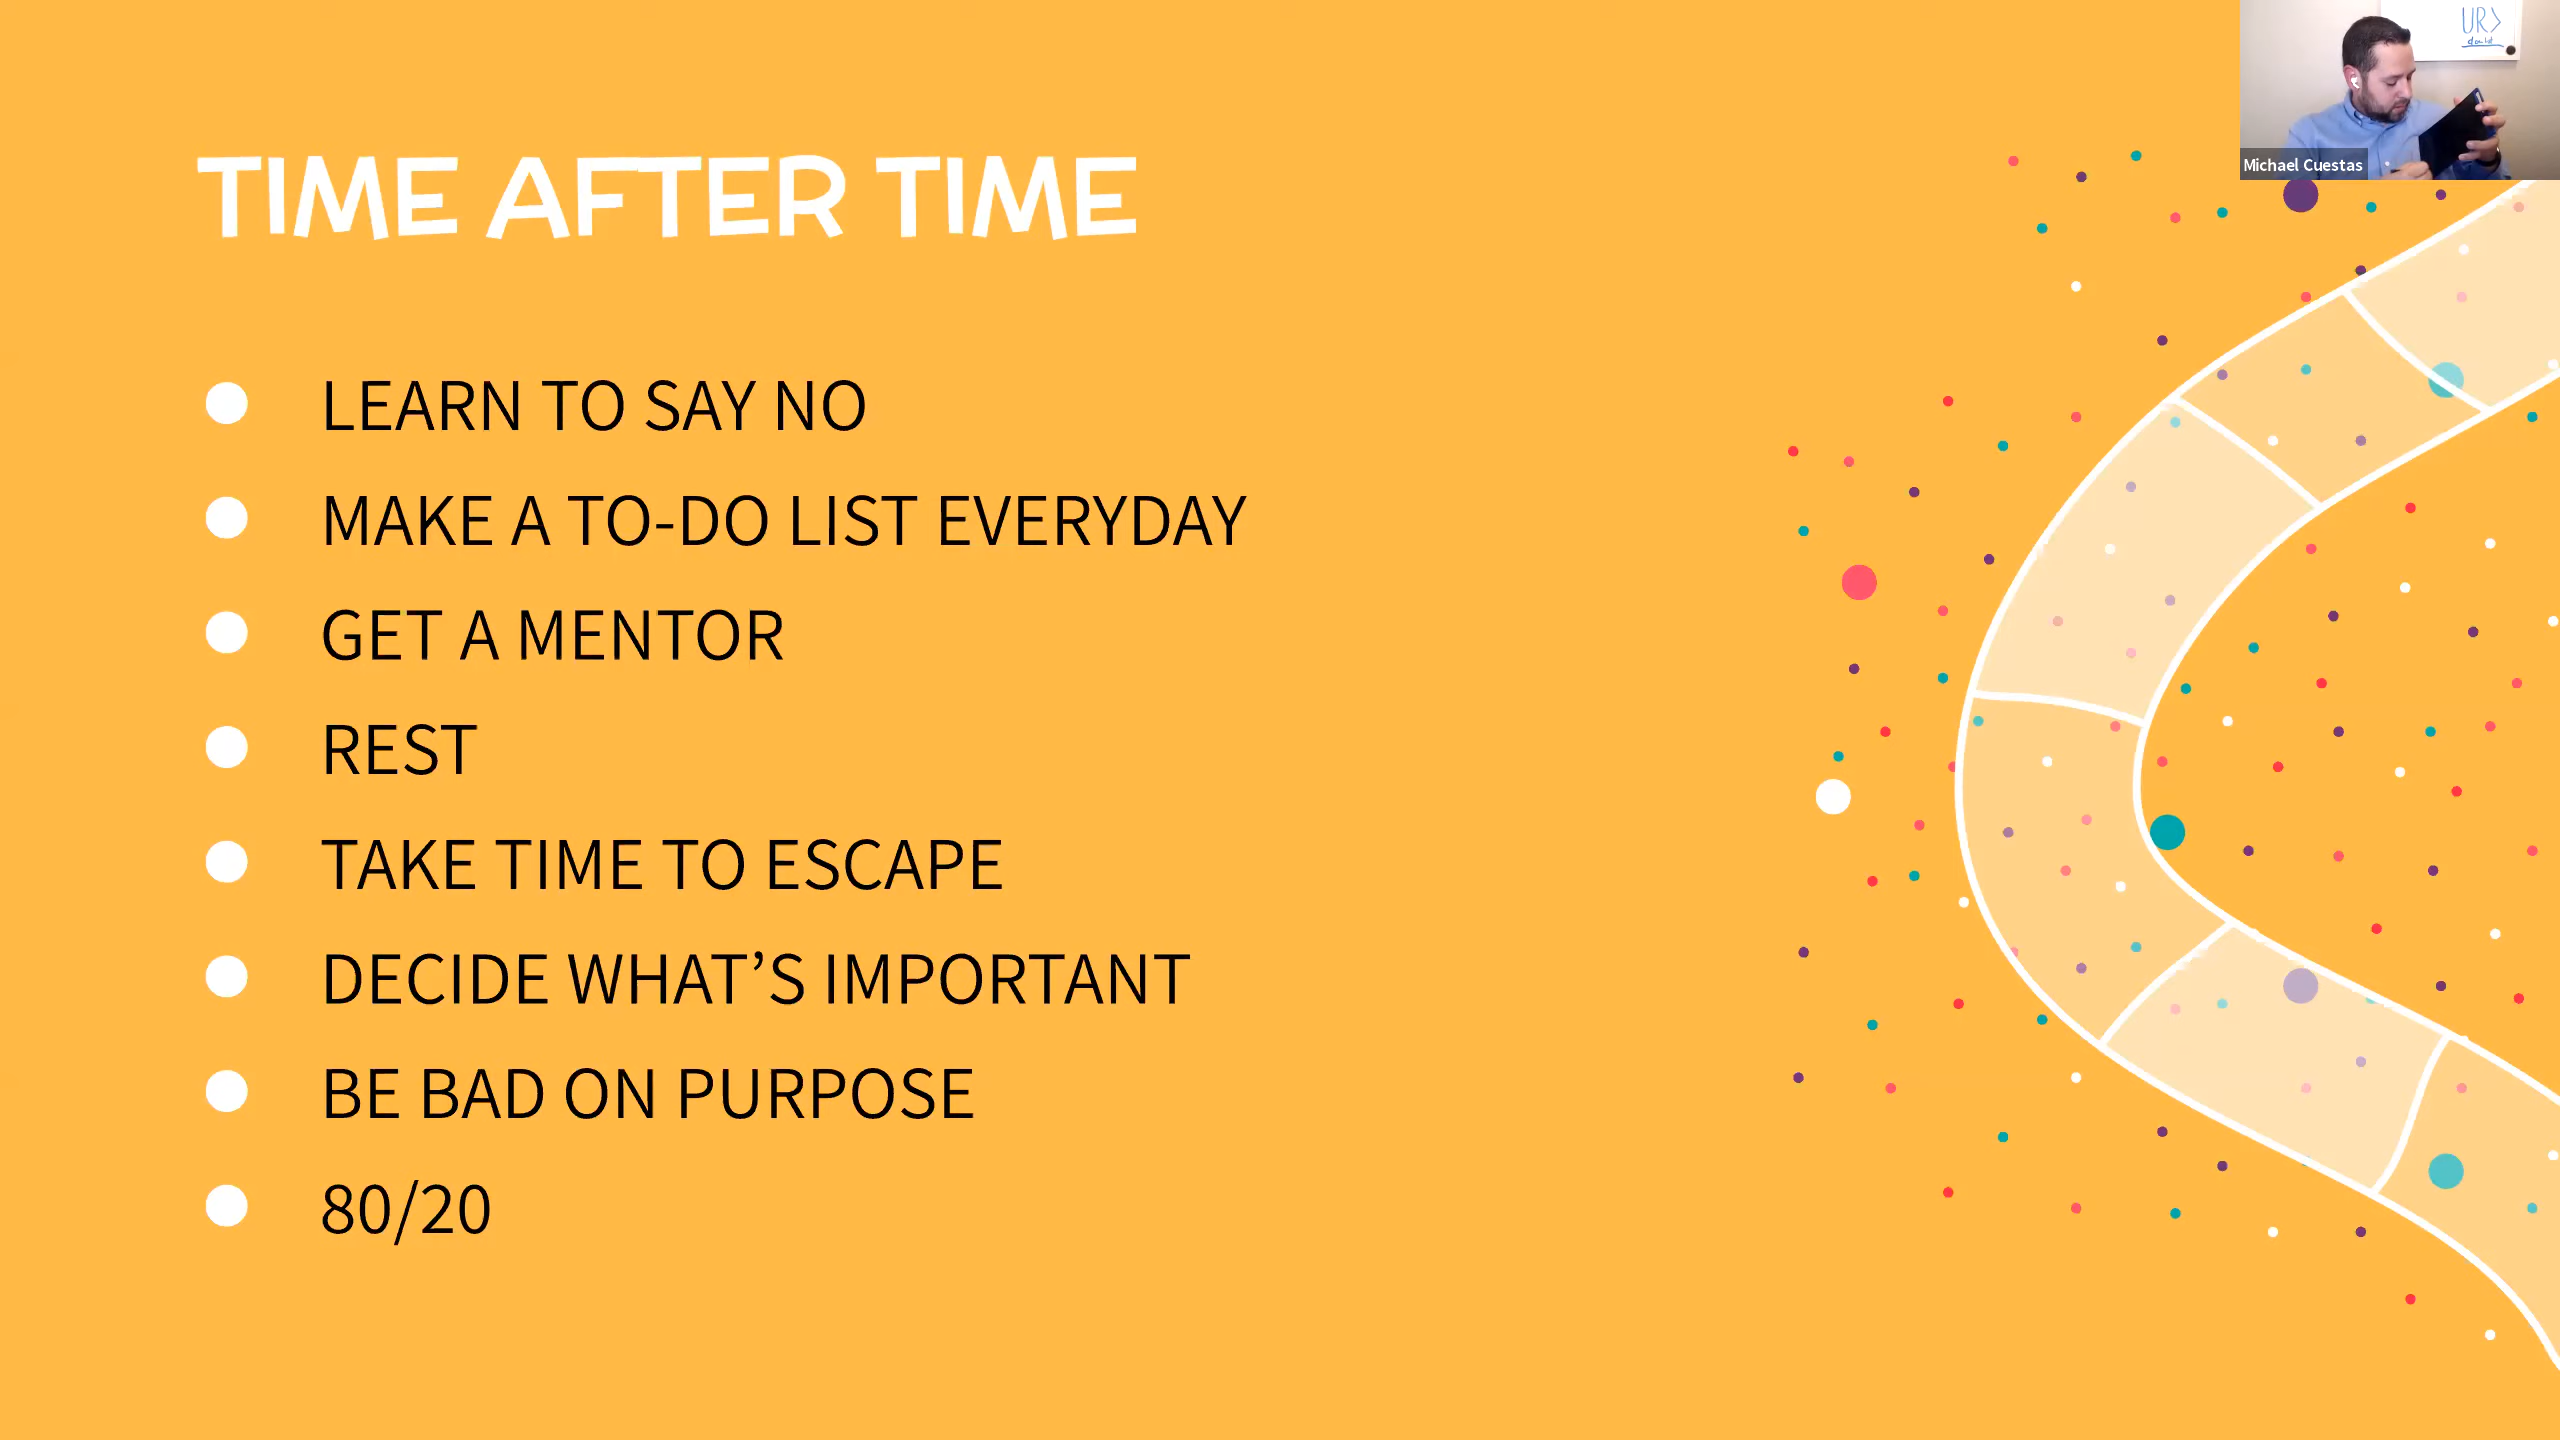 TIME AFTER TIME
LEARN TO SAY NO
MAKE A TO-DO LIST EVERYDAY
GET A MENTOR
REST
TAKE TIME TO ESCAPE
DECIDE WHAT’S IMPORTANT
BE BAD ON PURPOSE
80/20
Michael Cuestas